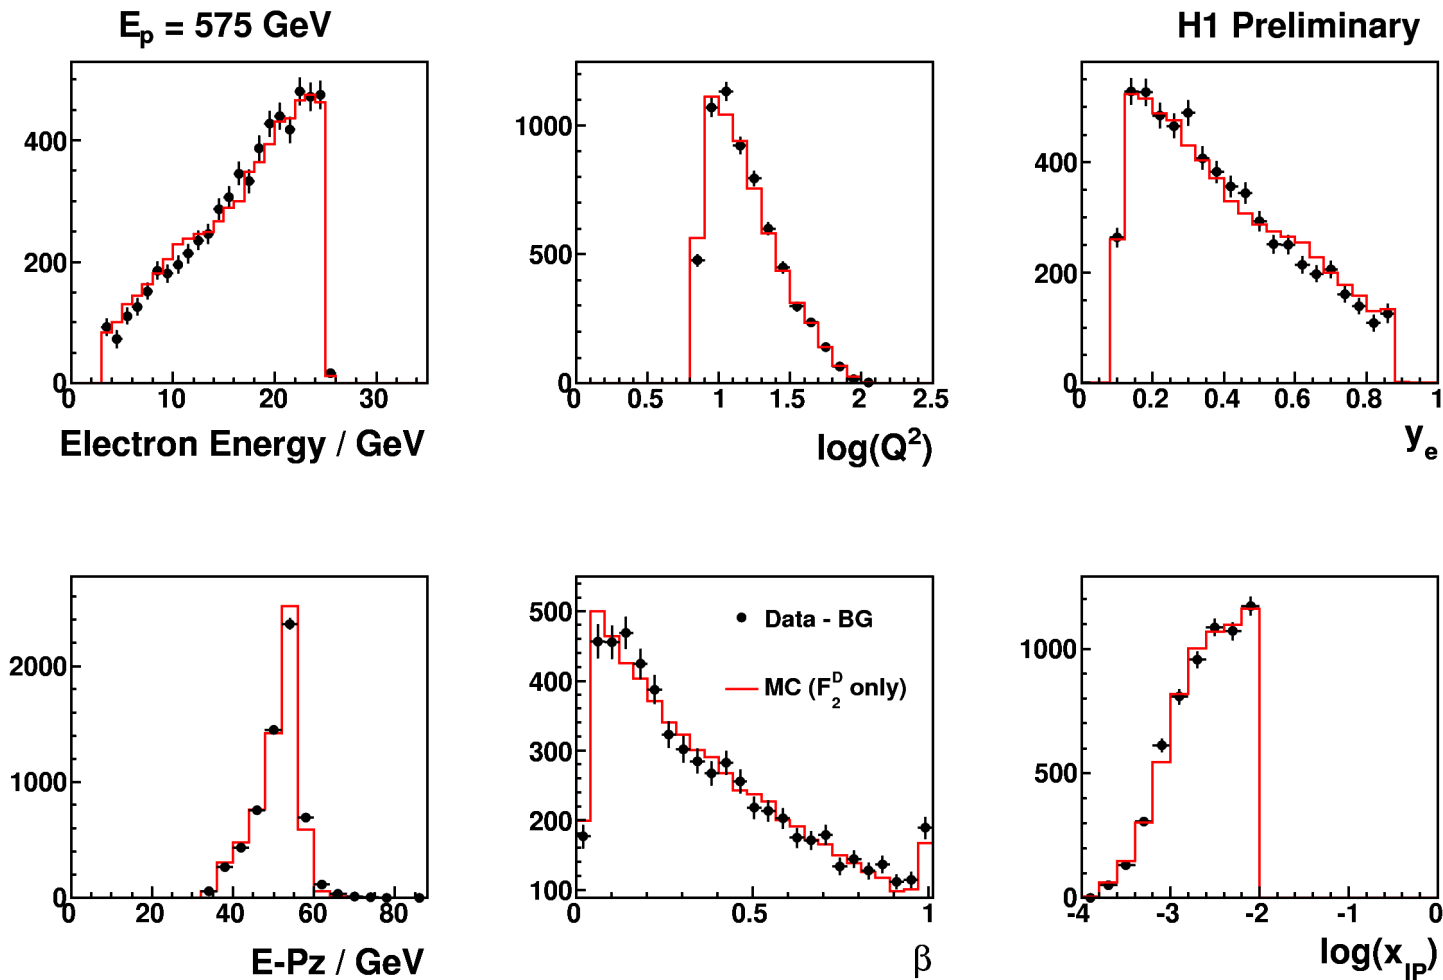 E_p = 575 GeV
H1 Preliminary
400
200
0
0 10 20 30
Electron Energy / GeV
1000
500
0
0 0.5 1 1.5 2 2.5
log(Q²)
400
200
0
0 0.2 0.4 0.6 0.8 1
y_e
2000
1000
0
0 20 40 60 80
E-Pz / GeV
500
400
300
200
100
Data - BG
MC (F_2^D only)
0 0.5 1
β
1000
500
0
-4 -3 -2 -1 0
log(x_IP)